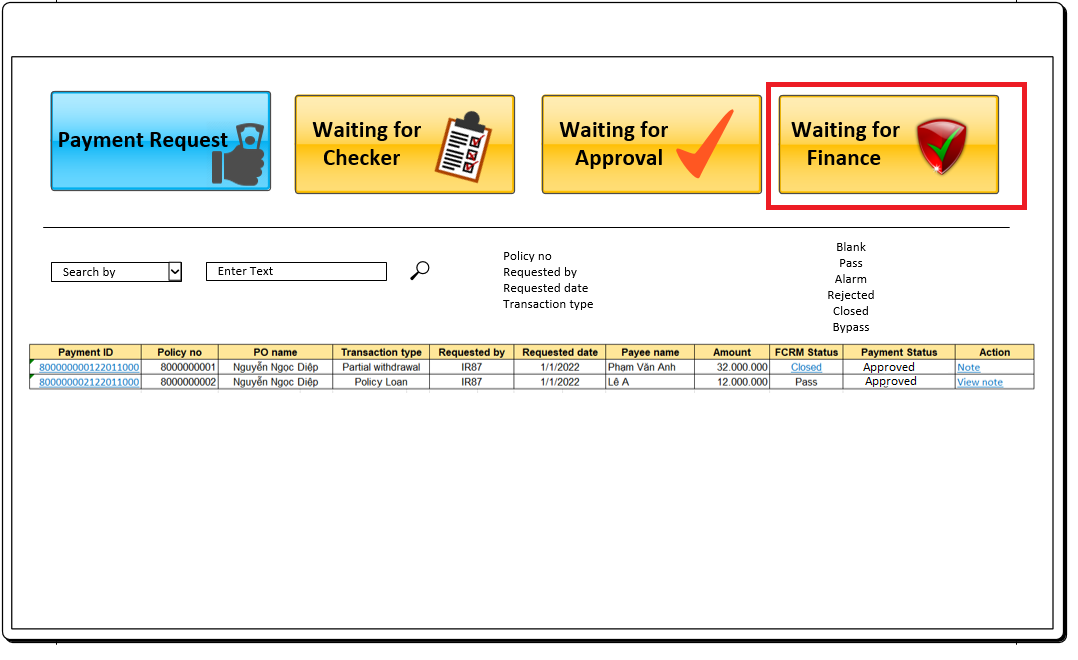 Payment Request
Waiting for
Checker
Waiting for
Approval
Waiting for
Finance
Search by
Enter Text
Policy no
Requested by
Requested date
Transaction type
Blank
Pass
Alarm
Rejected
Closed
Bypass
Payment ID Policy no PO name Transaction type Requested by Requested date Payee name Amount FCRM Status Payment Status Action
800000000122011000 8000000001 Nguyễn Ngọc Diệp Partial withdrawal IR87 1/1/2022 Phạm Vân Anh 32.000.000 Closed Approved Note
800000002122011000 8000000002 Nguyễn Ngọc Diệp Policy Loan IR87 1/1/2022 Lê A 12.000.000 Pass Approved View note